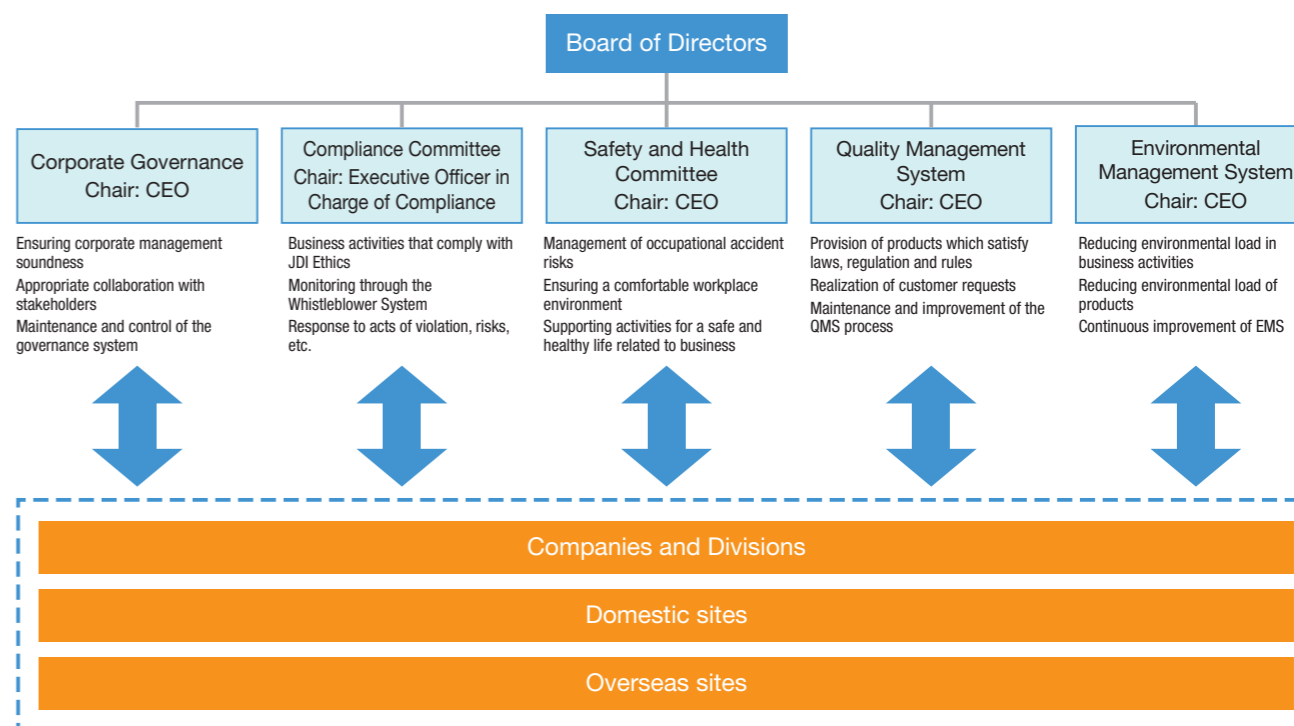 Board of Directors
Corporate Governance
Chair: CEO
Ensuring corporate management
soundness
Appropriate collaboration with
stakeholders
Maintenance and control of the
governance system
Compliance Committee
Chair: Executive Officer in
Charge of Compliance
Business activities that comply with
JDI Ethics
Monitoring through the
Whistleblower System
Response to acts of violation, risks,
etc.
Safety and Health
Committee
Chair: CEO
Management of occupational accident
risks
Ensuring a comfortable workplace
environment
Supporting activities for a safe and
healthy life related to business
Quality Management
System
Chair: CEO
Provision of products which satisfy
laws, regulation and rules
Realization of customer requests
Maintenance and improvement of the
QMS process
Environmental
Management System
Chair: CEO
Reducing environmental load in
business activities
Reducing environmental load of
products
Continuous improvement of EMS
Companies and Divisions
Domestic sites
Overseas sites